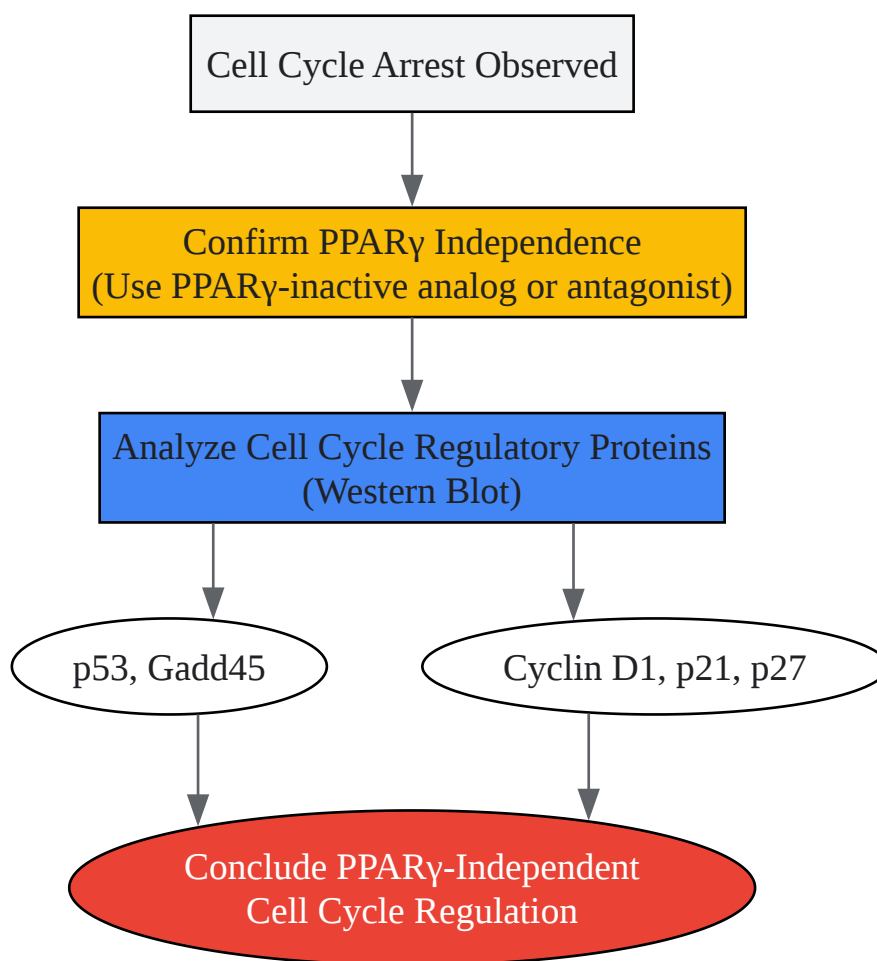 Cell Cycle Arrest Observed
Confirm PPARγ Independence
(Use PPARγ-inactive analog or antagonist)
Analyze Cell Cycle Regulatory Proteins
(Western Blot)
p53, Gadd45
Cyclin D1, p21, p27
Conclude PPARγ-Independent
Cell Cycle Regulation